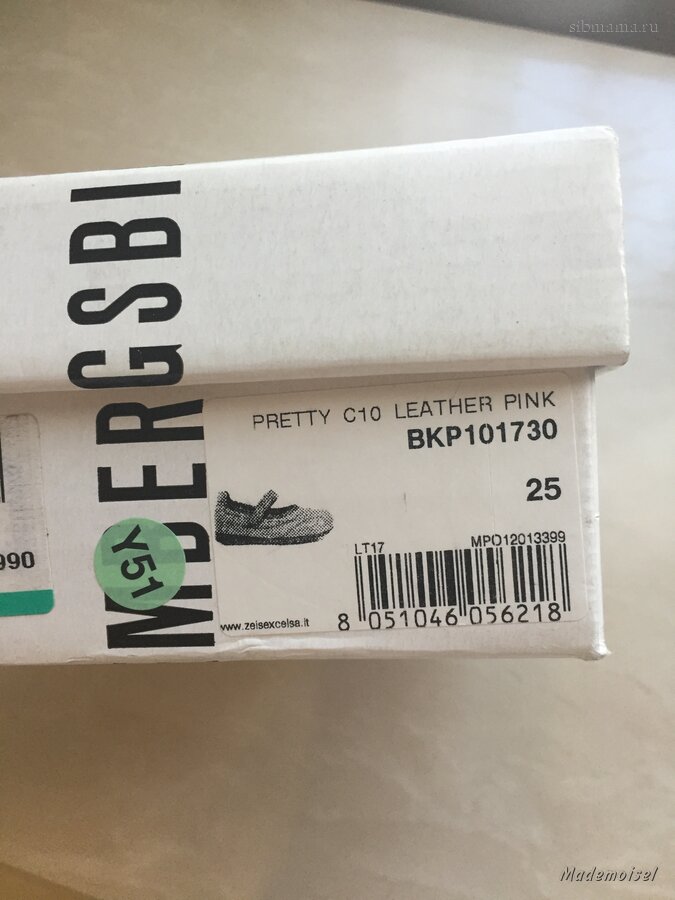 sibmama.ru
MBERGSBI
PRETTY C10 LEATHER PINK
BKP101730
25
LT17
MPO12013399
8 051046 056218
www.zeisexcelsa.it
Y51
990
Mademoisel